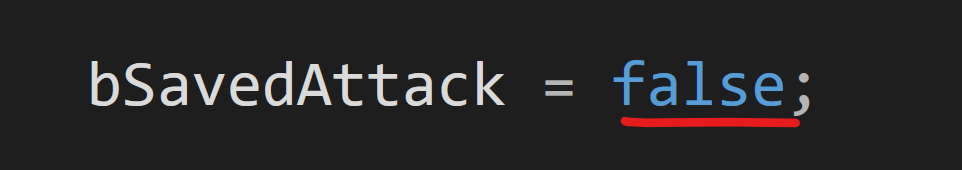 bSavedAttack = false;